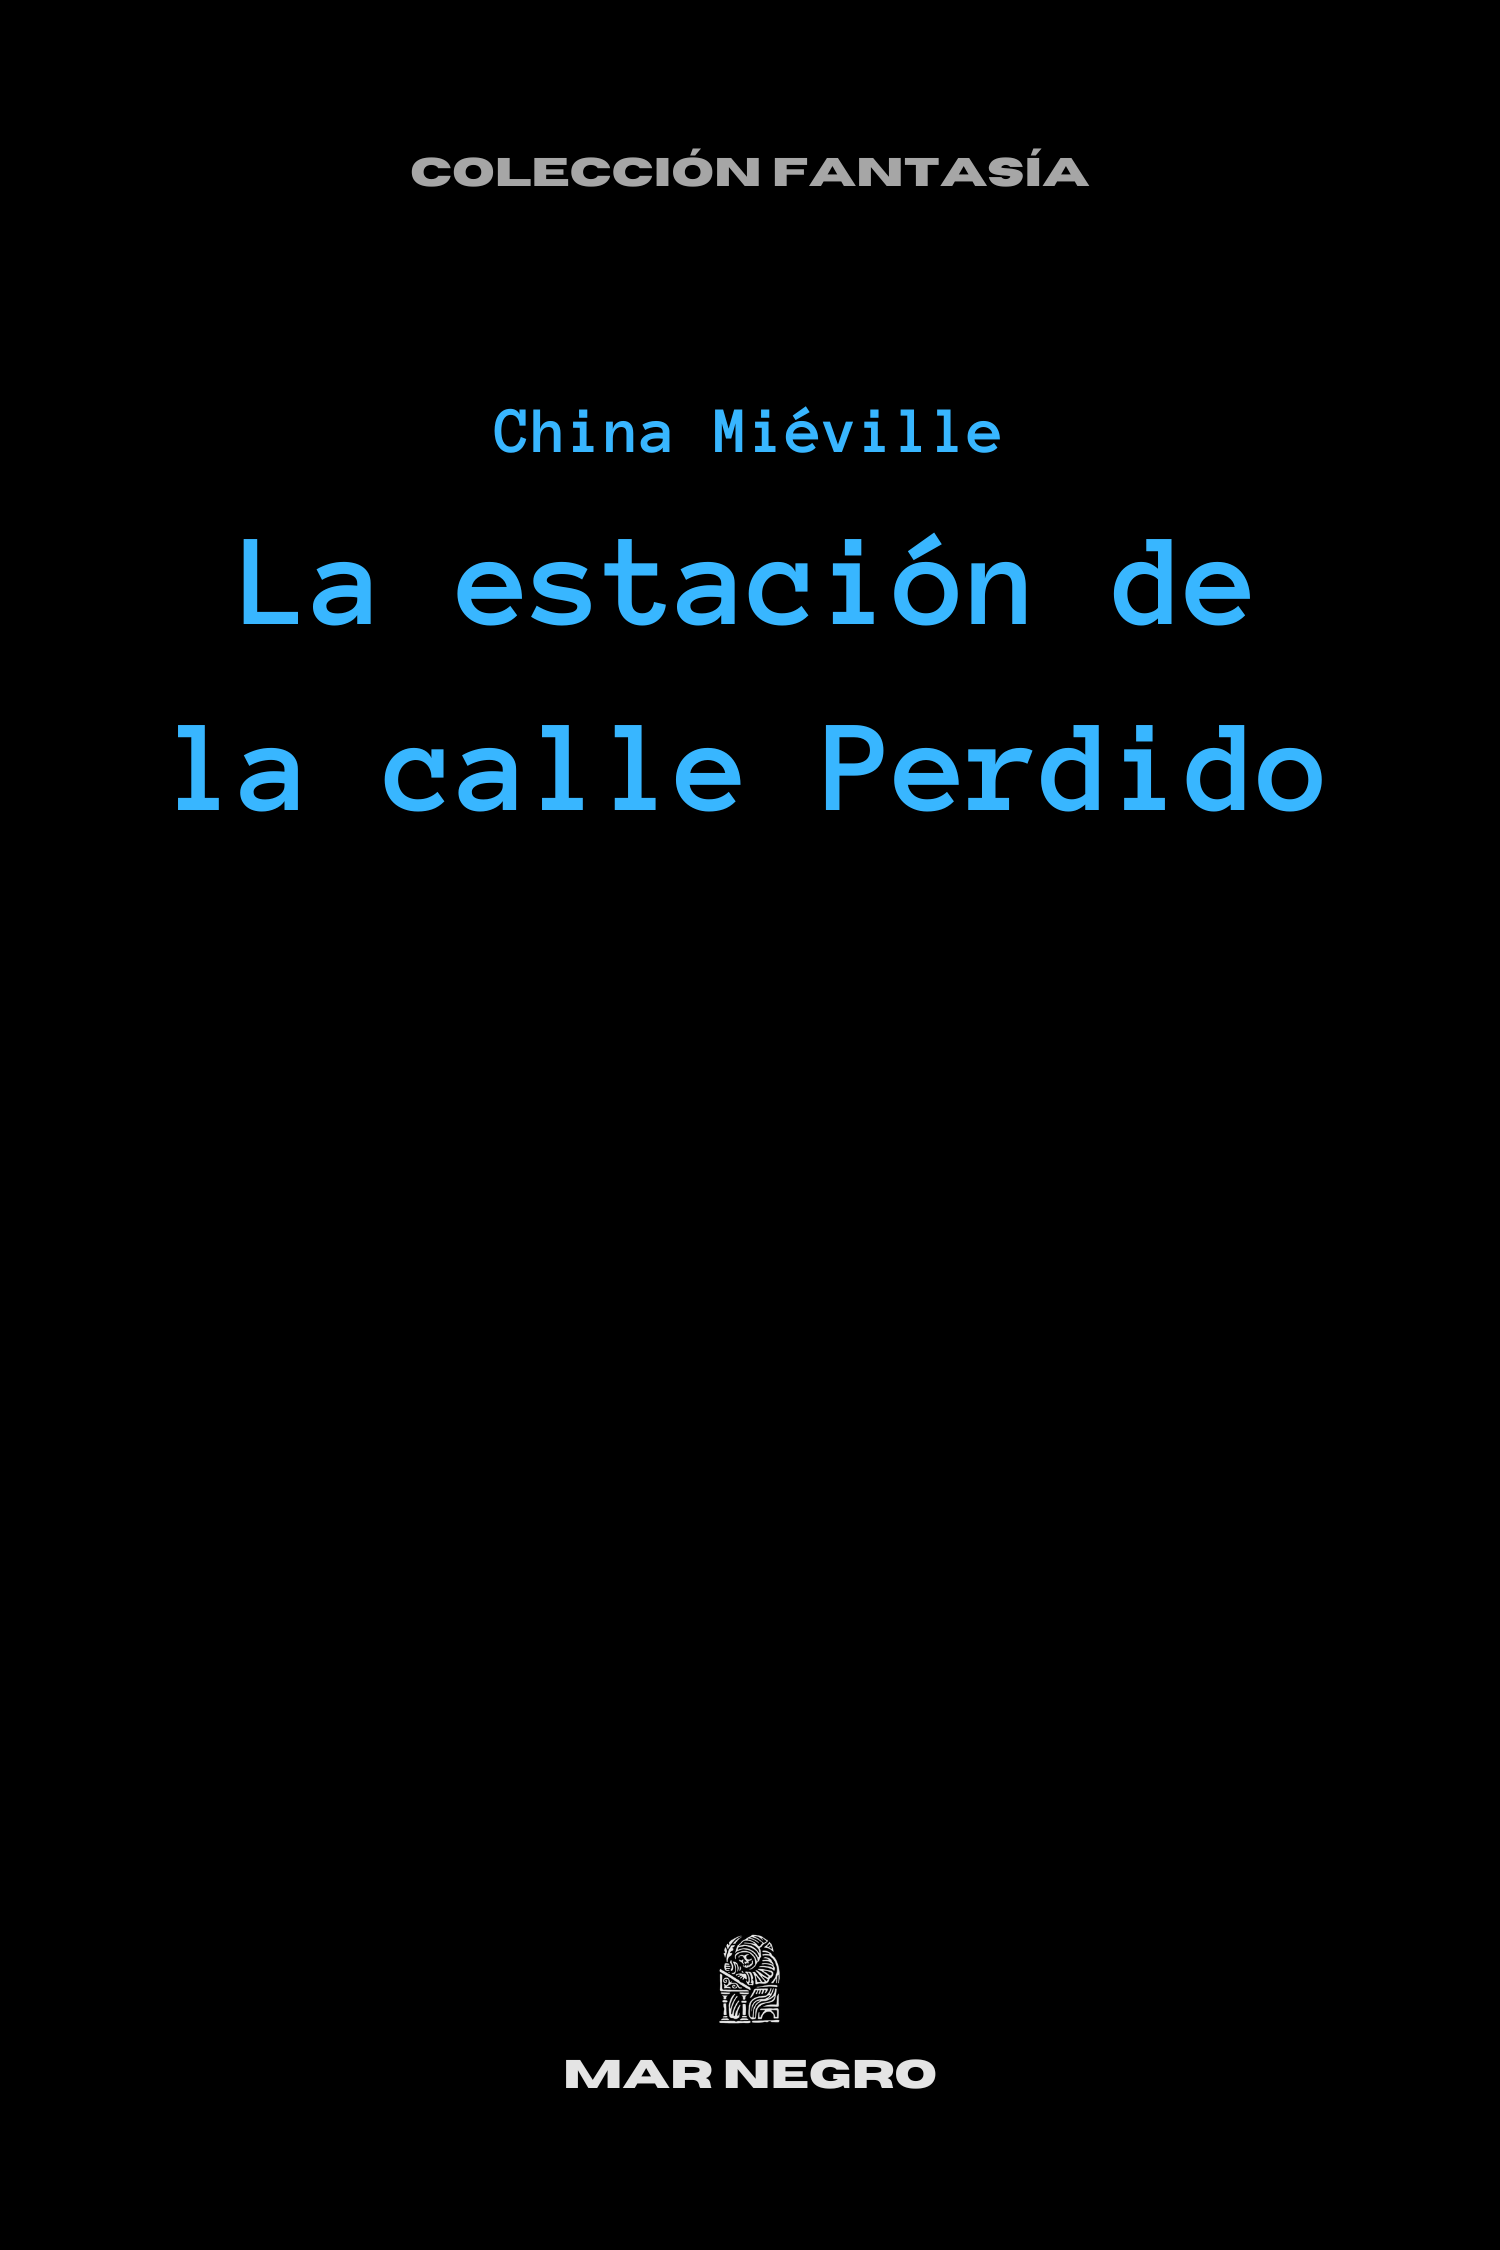 COLECCIÓN FANTASÍA
China Miéville
La estación de
la calle Perdido
MAR NEGRO